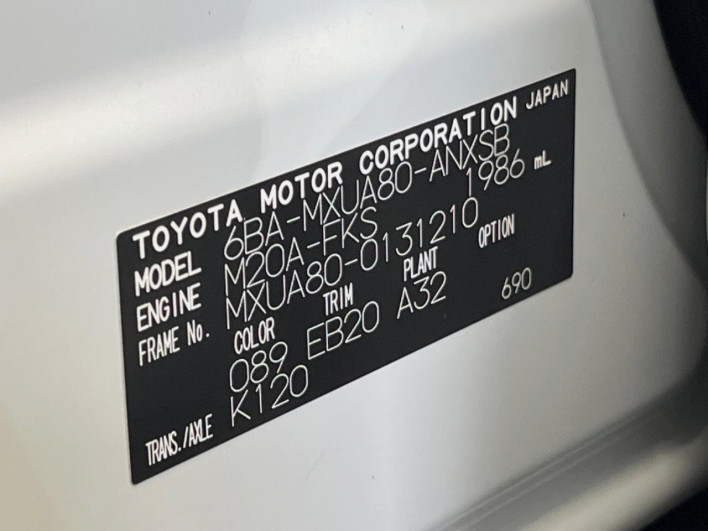 TOYOTA MOTOR CORPORATION JAPAN
MODEL 6BA-MXUA80-ANXSB
ENGINE M20A-FKS 1986 mL
FRAME No. MXUA80-0131210
COLOR TRIM PLANT OPTION
089 EB20 A32 690
TRANS./AXLE K120